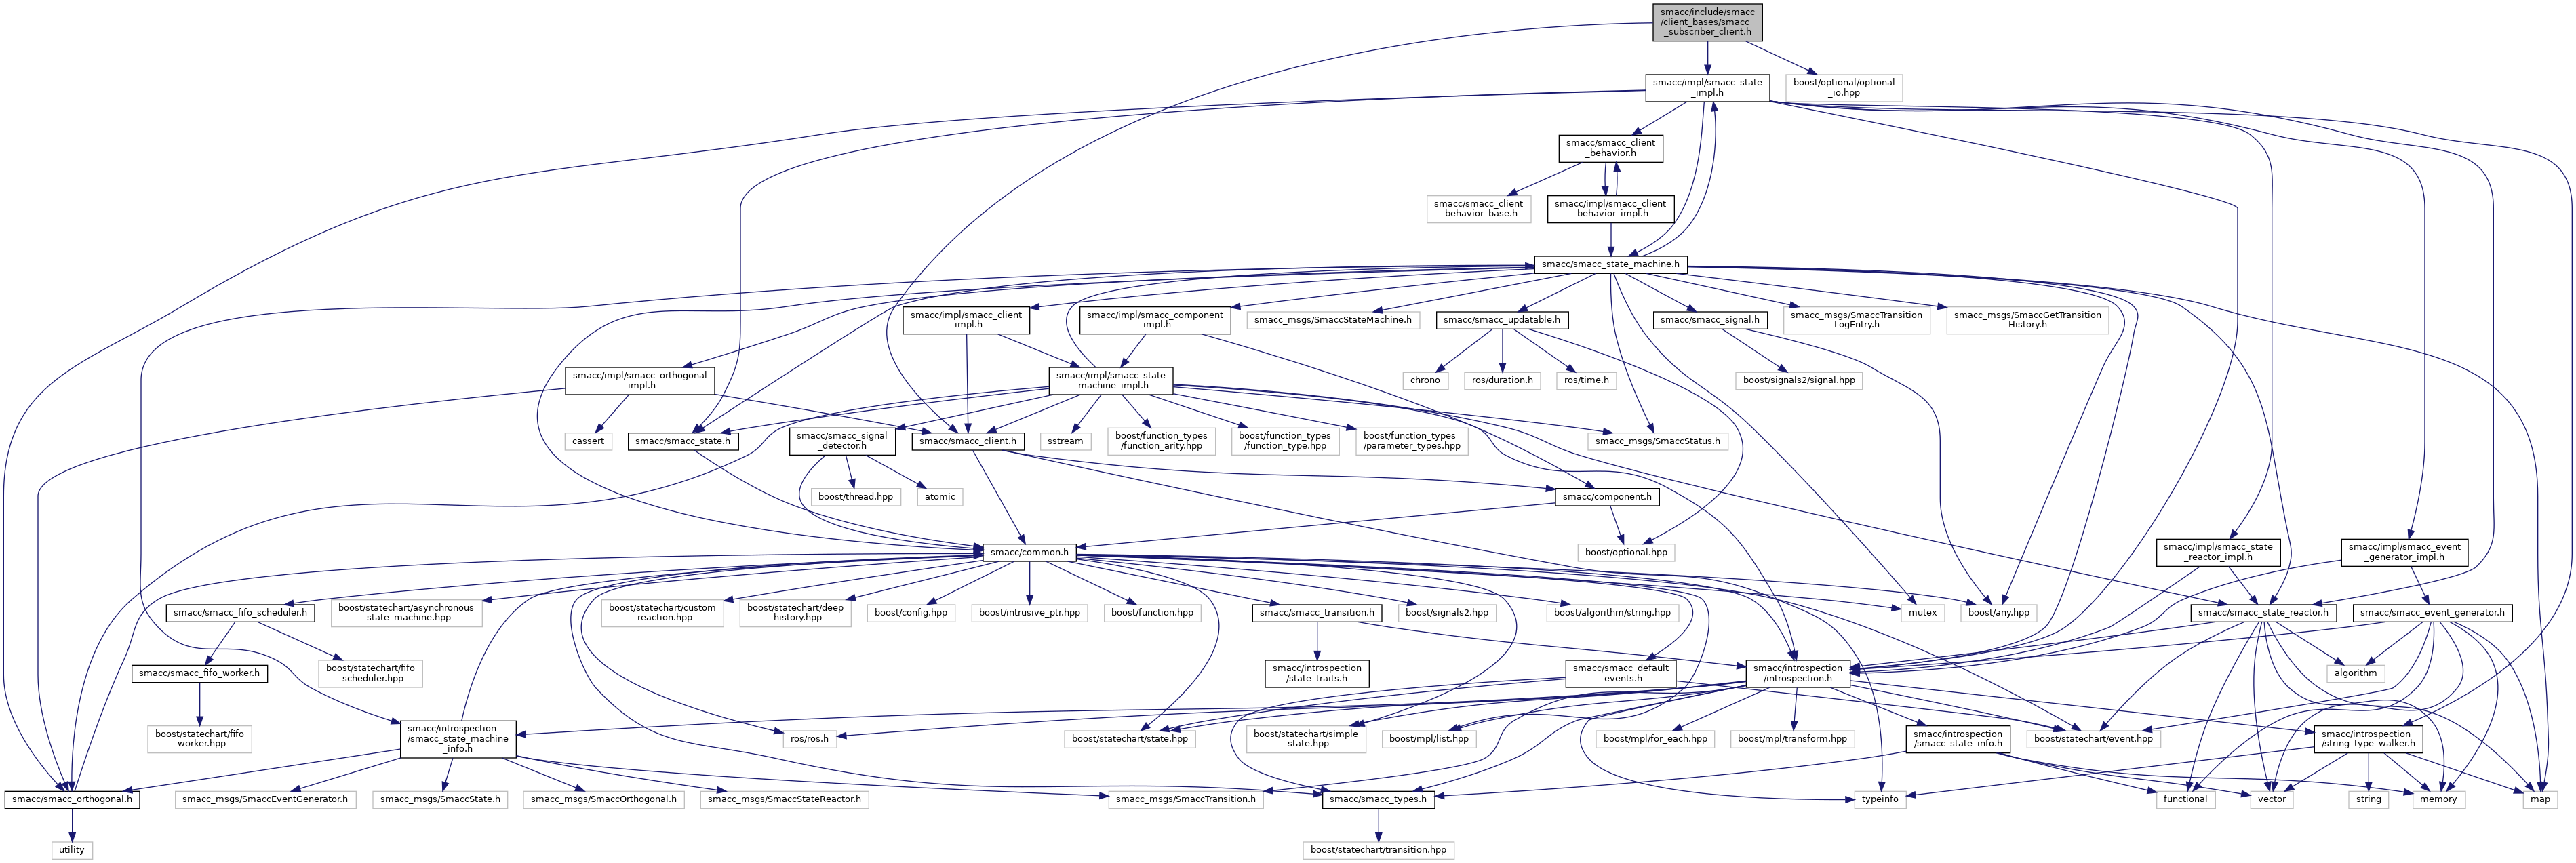 smacc/include/smacc
/client_bases/smacc
_subscriber_client.h
smacc/impl/smacc_state
_impl.h
boost/optional/optional
_io.hpp
smacc/smacc_client
_behavior.h
smacc/smacc_client
_behavior_base.h
smacc/impl/smacc_client
_behavior_impl.h
smacc/smacc_state_machine.h
smacc/impl/smacc_client
_impl.h
smacc/impl/smacc_component
_impl.h
smacc_msgs/SmaccStateMachine.h
smacc/smacc_updatable.h
smacc/smacc_signal.h
smacc_msgs/SmaccTransition
LogEntry.h
smacc_msgs/SmaccGetTransition
History.h
smacc/impl/smacc_orthogonal
_impl.h
smacc/impl/smacc_state
_machine_impl.h
chrono
ros/duration.h
ros/time.h
boost/signals2/signal.hpp
cassert
smacc/smacc_state.h
smacc/smacc_signal
_detector.h
smacc/smacc_client.h
sstream
boost/function_types
/function_arity.hpp
boost/function_types
/function_type.hpp
boost/function_types
/parameter_types.hpp
smacc_msgs/SmaccStatus.h
boost/thread.hpp
atomic
smacc/component.h
smacc/common.h
boost/optional.hpp
smacc/impl/smacc_state
_reactor_impl.h
smacc/impl/smacc_event
_generator_impl.h
smacc/smacc_fifo_scheduler.h
boost/statechart/asynchronous
_state_machine.hpp
boost/statechart/custom
_reaction.hpp
boost/statechart/deep
_history.hpp
boost/config.hpp
boost/intrusive_ptr.hpp
boost/function.hpp
smacc/smacc_transition.h
boost/signals2.hpp
boost/algorithm/string.hpp
mutex
boost/any.hpp
smacc/smacc_state_reactor.h
smacc/smacc_event_generator.h
smacc/smacc_fifo_worker.h
boost/statechart/fifo
_scheduler.hpp
smacc/introspection
/state_traits.h
smacc/smacc_default
_events.h
smacc/introspection
/introspection.h
algorithm
boost/statechart/fifo
_worker.hpp
smacc/introspection
/smacc_state_machine
_info.h
ros/ros.h
boost/statechart/state.hpp
boost/statechart/simple
_state.hpp
boost/mpl/list.hpp
boost/mpl/for_each.hpp
boost/mpl/transform.hpp
smacc/introspection
/smacc_state_info.h
boost/statechart/event.hpp
smacc/introspection
/string_type_walker.h
smacc/smacc_orthogonal.h
smacc_msgs/SmaccEventGenerator.h
smacc_msgs/SmaccState.h
smacc_msgs/SmaccOrthogonal.h
smacc_msgs/SmaccStateReactor.h
smacc_msgs/SmaccTransition.h
smacc/smacc_types.h
typeinfo
functional
vector
string
memory
map
utility
boost/statechart/transition.hpp